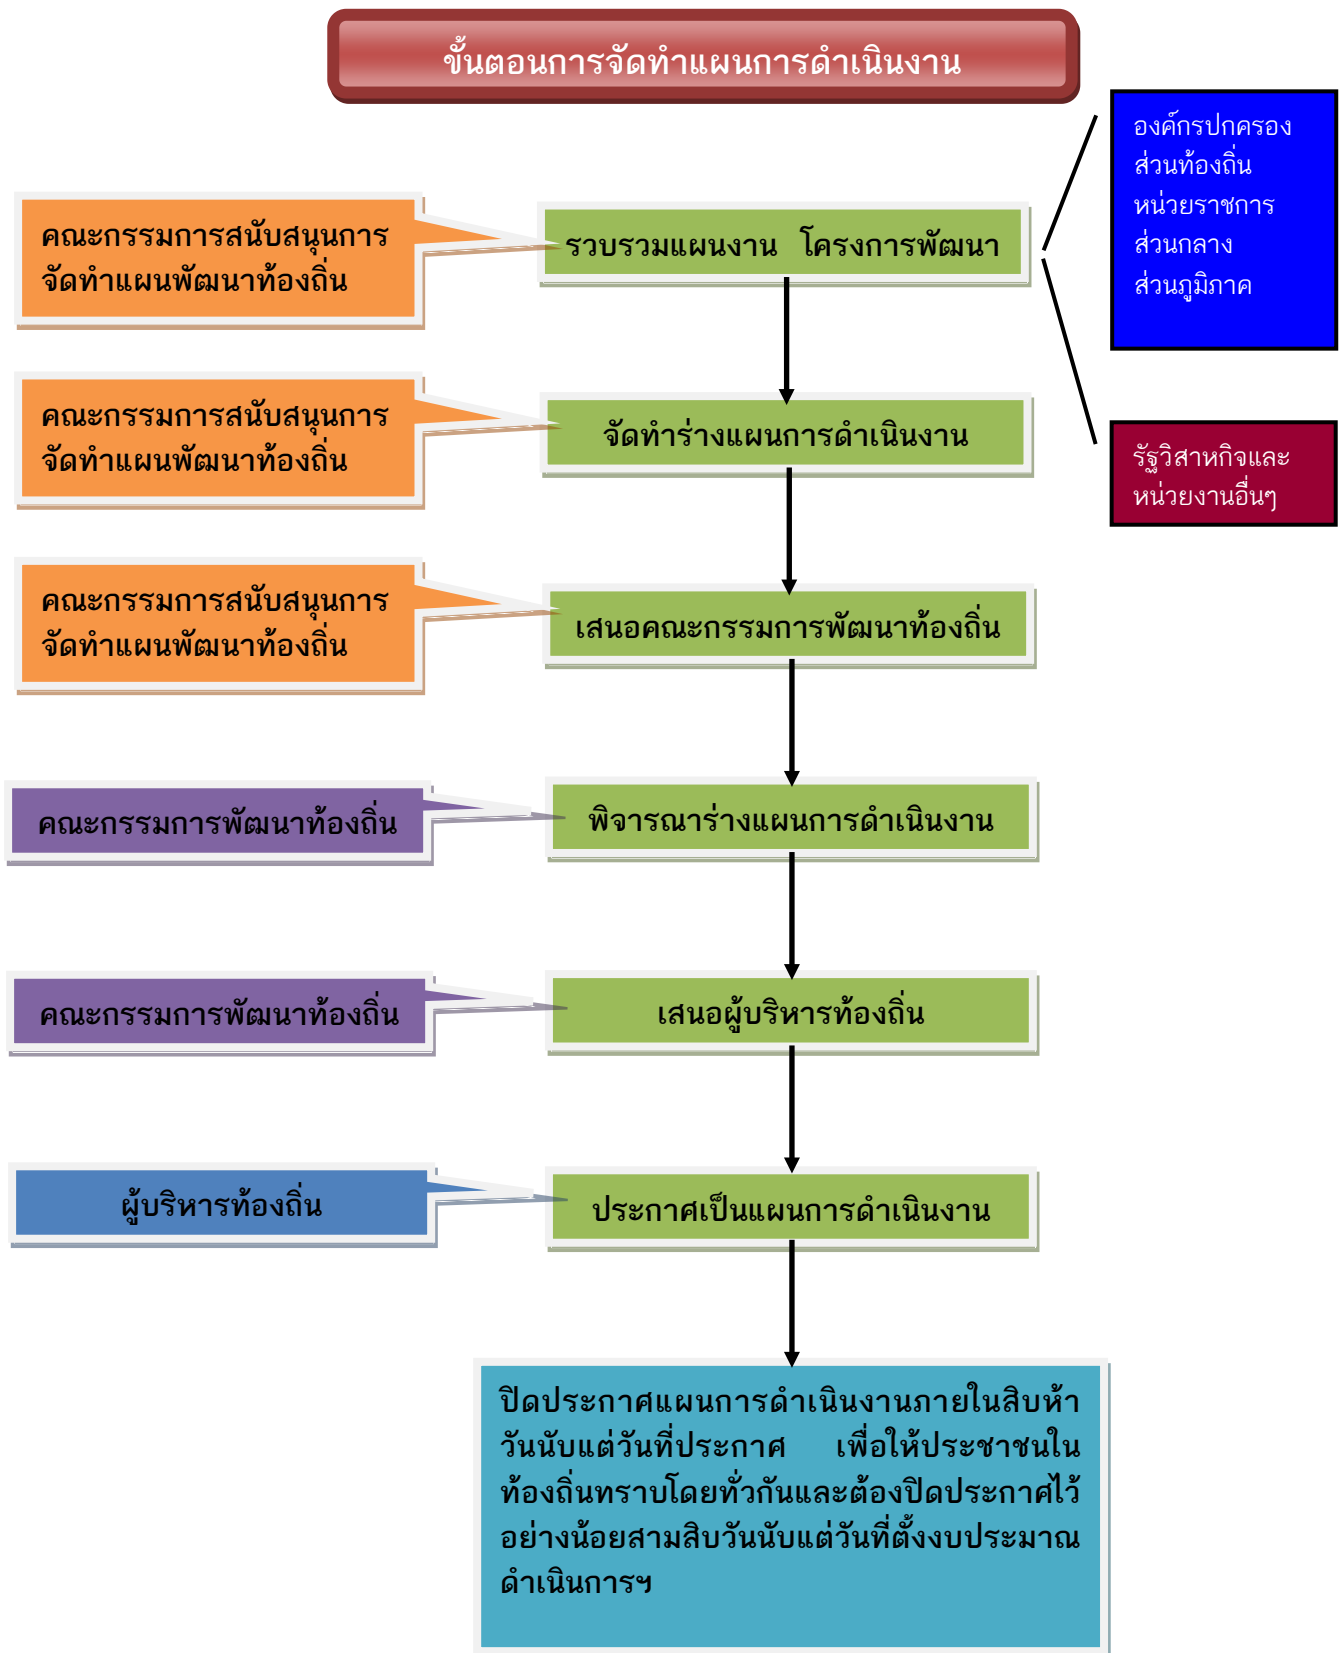 ขั้นตอนการจัดทำแผนการดำเนินงาน
องค์กรปกครอง
ส่วนท้องถิ่น
หน่วยราชการ
ส่วนกลาง
ส่วนภูมิภาค
คณะกรรมการสนับสนุนการ
จัดทำแผนพัฒนาท้องถิ่น
รวบรวมแผนงาน โครงการพัฒนา
คณะกรรมการสนับสนุนการ
จัดทำแผนพัฒนาท้องถิ่น
จัดทำร่างแผนการดำเนินงาน
รัฐวิสาหกิจและ
หน่วยงานอื่นๆ
คณะกรรมการสนับสนุนการ
จัดทำแผนพัฒนาท้องถิ่น
เสนอคณะกรรมการพัฒนาท้องถิ่น
คณะกรรมการพัฒนาท้องถิ่น
พิจารณาร่างแผนการดำเนินงาน
คณะกรรมการพัฒนาท้องถิ่น
เสนอผู้บริหารท้องถิ่น
ผู้บริหารท้องถิ่น
ประกาศเป็นแผนการดำเนินงาน
ปิดประกาศแผนการดำเนินงานภายในสิบห้า
วันนับแต่วันที่ประกาศ เพื่อให้ประชาชนใน
ท้องถิ่นทราบโดยทั่วกันและต้องปิดประกาศไว้
อย่างน้อยสามสิบวันนับแต่วันที่ตั้งงบประมาณ
ดำเนินการฯ